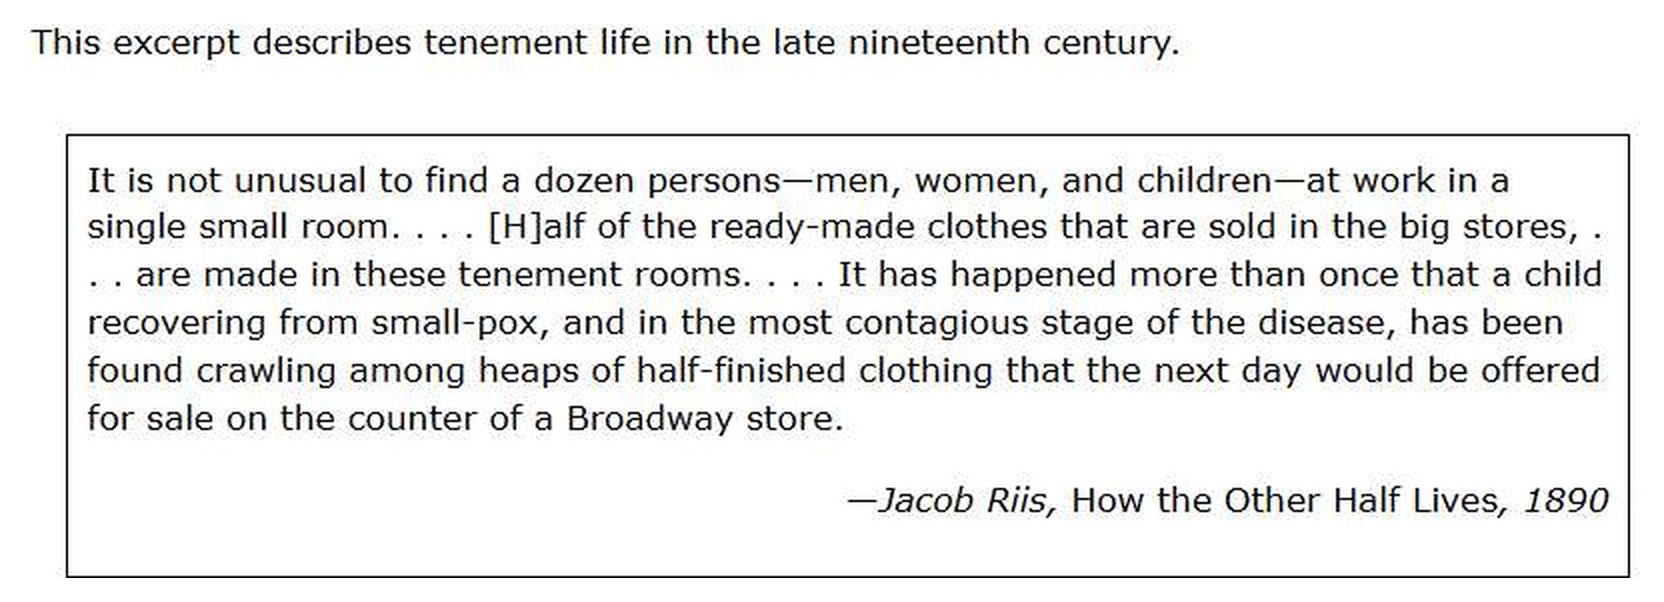 This excerpt describes tenement life in the late nineteenth century.
It is not unusual to find a dozen persons—men, women, and children—at work in a
single small room. . . . [H]alf of the ready-made clothes that are sold in the big stores, .
. . are made in these tenement rooms. . . . It has happened more than once that a child
recovering from small-pox, and in the most contagious stage of the disease, has been
found crawling among heaps of half-finished clothing that the next day would be offered
for sale on the counter of a Broadway store.
—Jacob Riis, How the Other Half Lives, 1890